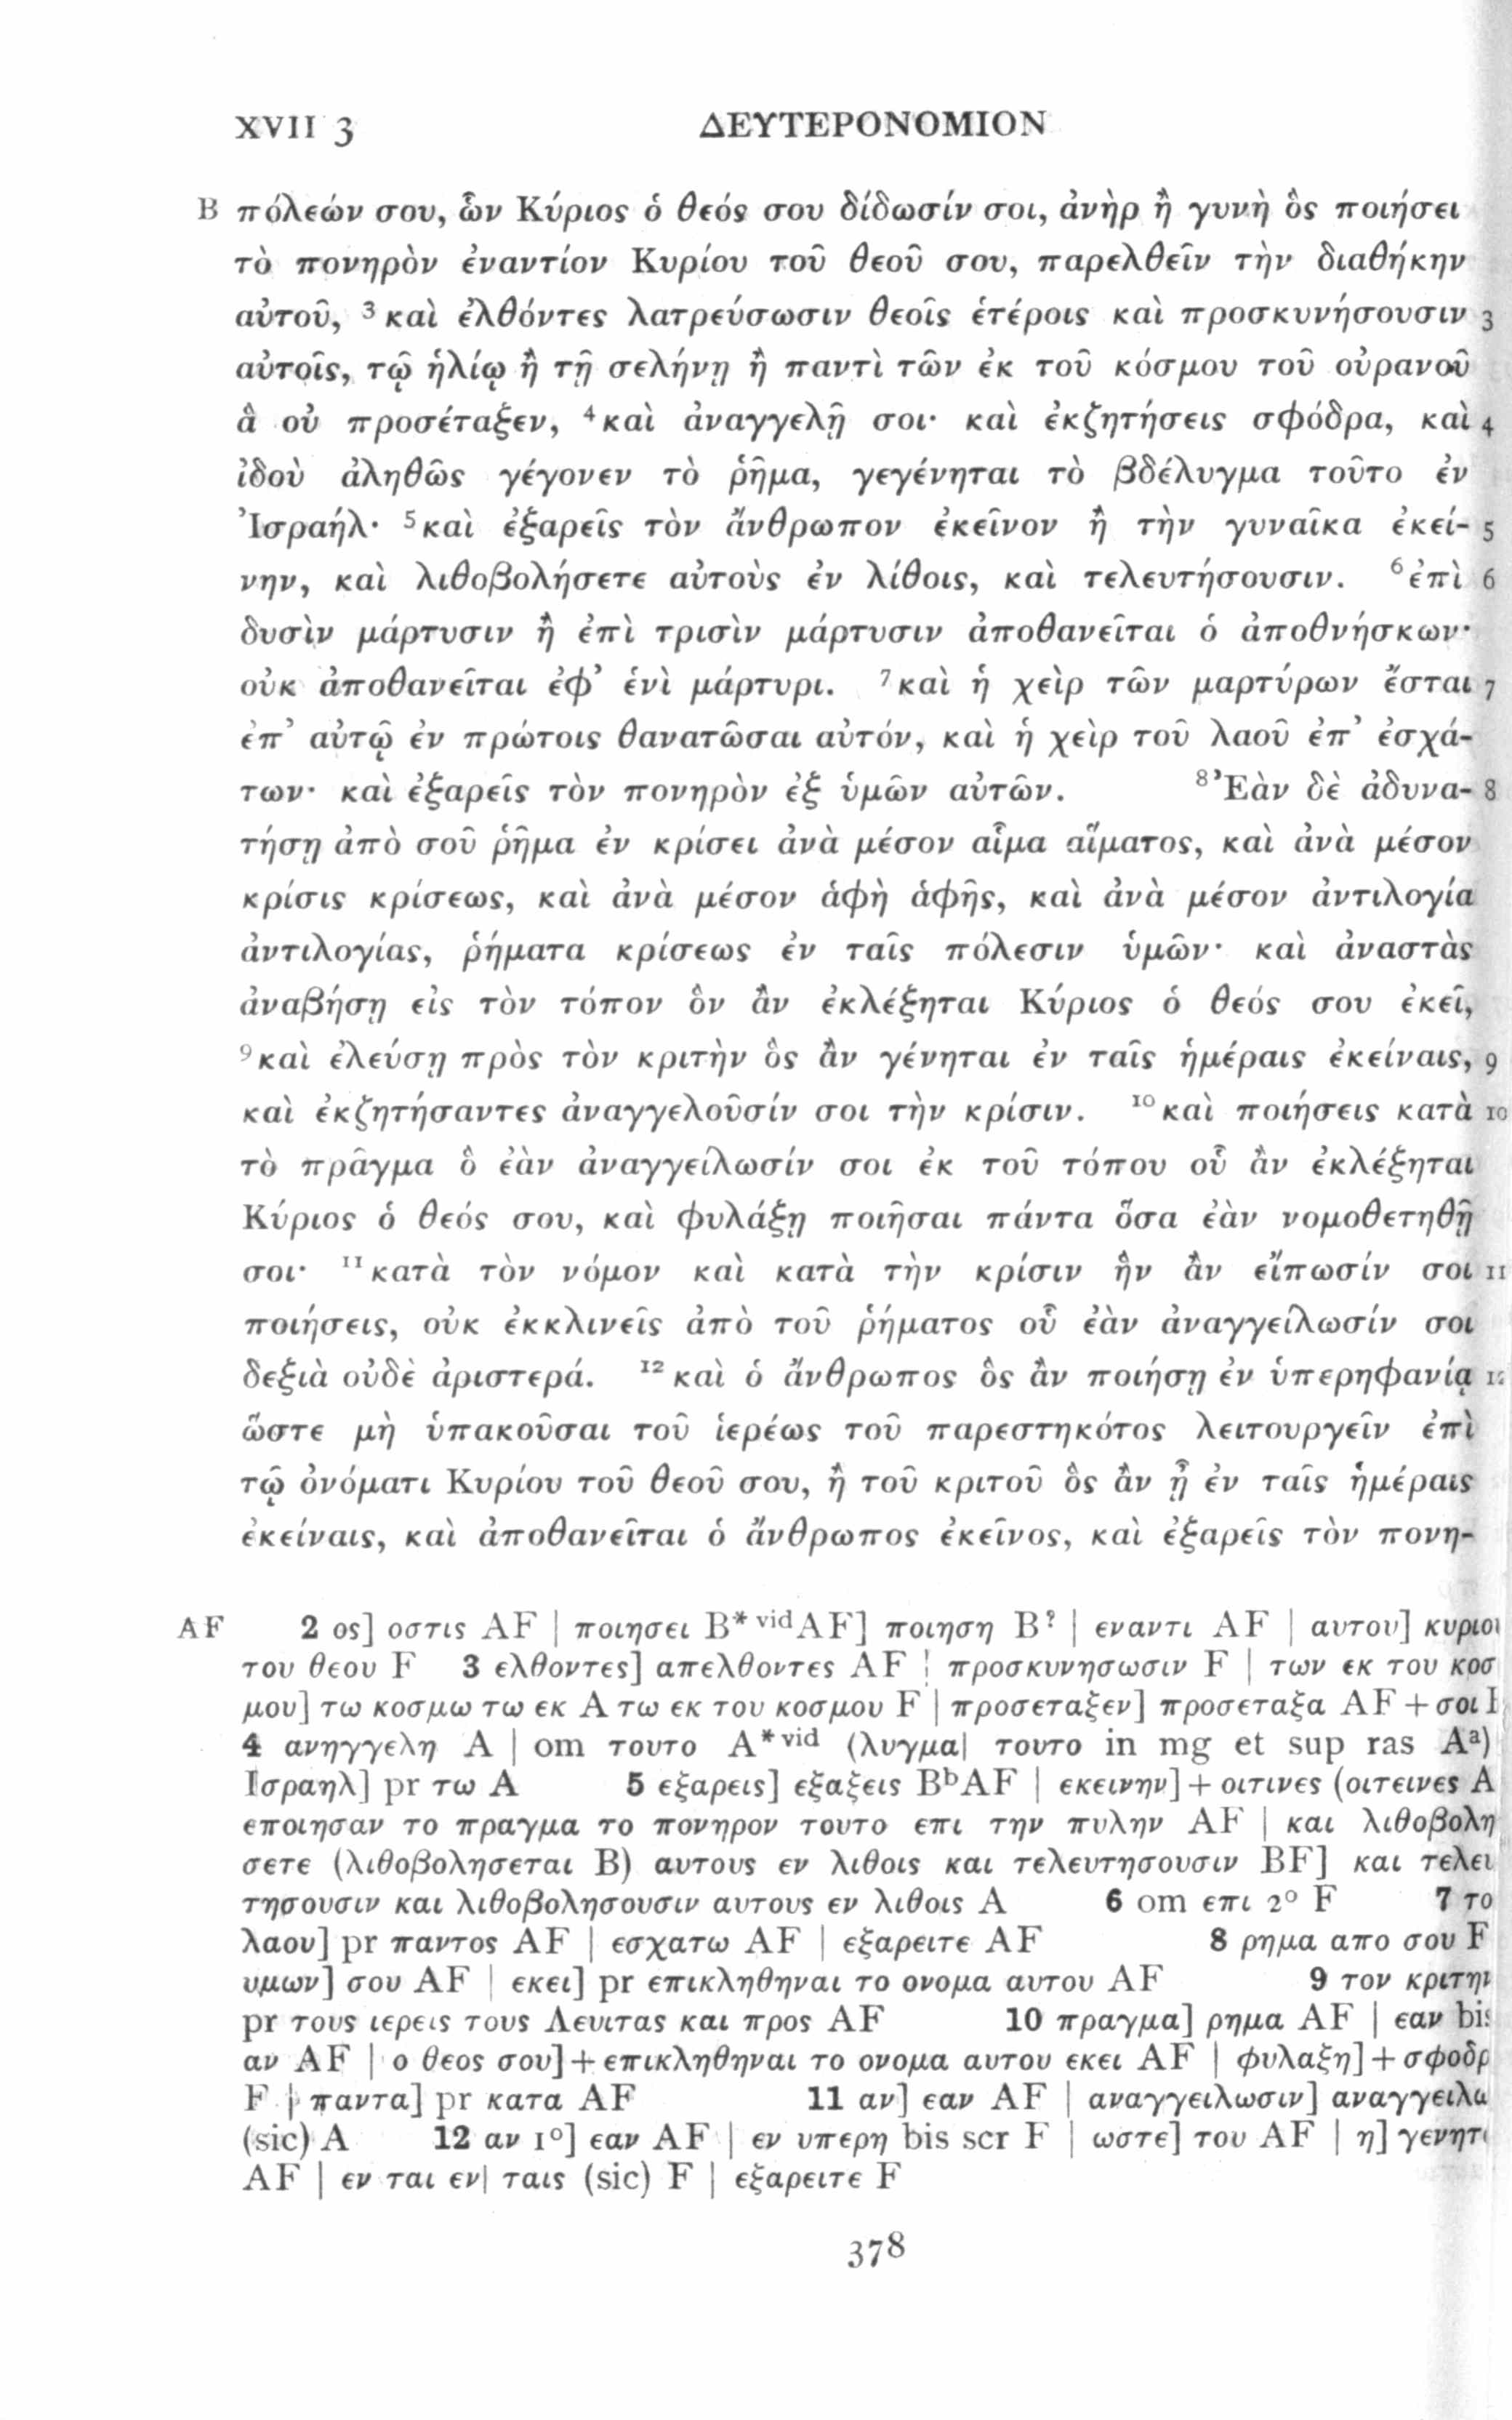 XVII 3 ΔΕΥΤΕΡΟΝΟΜΙΟΝ
B πόλεών σου, ὧν Κύριος ὁ θεός σου δίδωσίν σοι, ἀνὴρ ἢ γυνὴ ὃς ποιήσει
τὸ πονηρὸν ἐναντίον Κυρίου τοῦ θεοῦ σου, παρελθεῖν τὴν διαθήκην
αὐτοῦ, ³ καὶ ἐλθόντες λατρεύσωσιν θεοῖς ἑτέροις καὶ προσκυνήσουσιν 3
αὐτοῖς, τῷ ἡλίῳ ἢ τῇ σελήνῃ ἢ παντὶ τῶν ἐκ τοῦ κόσμου τοῦ οὐρανοῦ
ἃ οὐ προσέταξεν, ⁴καὶ ἀναγγελῇ σοι· καὶ ἐκζητήσεις σφόδρα, καὶ 4
ἰδοὺ ἀληθῶς γέγονεν τὸ ῥῆμα, γεγένηται τὸ βδέλυγμα τοῦτο ἐν
Ἰσραήλ· ⁵καὶ ἐξαρεῖς τὸν ἄνθρωπον ἐκεῖνον ἢ τὴν γυναῖκα ἐκεί- 5
νην, καὶ λιθοβολήσετε αὐτοὺς ἐν λίθοις, καὶ τελευτήσουσιν. ⁶ἐπὶ 6
δυσὶν μάρτυσιν ἢ ἐπὶ τρισὶν μάρτυσιν ἀποθανεῖται ὁ ἀποθνήσκων·
οὐκ ἀποθανεῖται ἐφ’ ἑνὶ μάρτυρι. ⁷καὶ ἡ χεὶρ τῶν μαρτύρων ἔσται 7
ἐπ’ αὐτῷ ἐν πρώτοις θανατῶσαι αὐτόν, καὶ ἡ χεὶρ τοῦ λαοῦ ἐπ’ ἐσχά-
των· καὶ ἐξαρεῖς τὸν πονηρὸν ἐξ ὑμῶν αὐτῶν. ⁸Ἐὰν δὲ ἀδυνα- 8
τήσῃ ἀπὸ σοῦ ῥῆμα ἐν κρίσει ἀνὰ μέσον αἷμα αἵματος, καὶ ἀνὰ μέσον
κρίσις κρίσεως, καὶ ἀνὰ μέσον ἁφὴ ἁφῆς, καὶ ἀνὰ μέσον ἀντιλογία
ἀντιλογίας, ῥήματα κρίσεως ἐν ταῖς πόλεσιν ὑμῶν· καὶ ἀναστὰς
ἀναβήσῃ εἰς τὸν τόπον ὃν ἂν ἐκλέξηται Κύριος ὁ θεός σου ἐκεῖ,
⁹καὶ ἐλεύσῃ πρὸς τὸν κριτὴν ὃς ἂν γένηται ἐν ταῖς ἡμέραις ἐκείναις, 9
καὶ ἐκζητήσαντες ἀναγγελοῦσίν σοι τὴν κρίσιν. ¹⁰καὶ ποιήσεις κατὰ 10
τὸ πρᾶγμα ὃ ἐὰν ἀναγγείλωσίν σοι ἐκ τοῦ τόπου οὗ ἂν ἐκλέξηται
Κύριος ὁ θεός σου, καὶ φυλάξῃ ποιῆσαι πάντα ὅσα ἐὰν νομοθετηθῇ
σοι· ¹¹κατὰ τὸν νόμον καὶ κατὰ τὴν κρίσιν ἣν ἂν εἴπωσίν σοι 11
ποιήσεις, οὐκ ἐκκλινεῖς ἀπὸ τοῦ ῥήματος οὗ ἐὰν ἀναγγείλωσίν σοι
δεξιὰ οὐδὲ ἀριστερά. ¹² καὶ ὁ ἄνθρωπος ὃς ἂν ποιήσῃ ἐν ὑπερηφανίᾳ
ὥστε μὴ ὑπακοῦσαι τοῦ ἱερέως τοῦ παρεστηκότος λειτουργεῖν ἐπὶ
τῷ ὀνόματι Κυρίου τοῦ θεοῦ σου, ἢ τοῦ κριτοῦ ὃς ἂν ᾖ ἐν ταῖς ἡμέραις
ἐκείναις, καὶ ἀποθανεῖται ὁ ἄνθρωπος ἐκεῖνος, καὶ ἐξαρεῖς τὸν πονη-
AF 2 ος] οστις AF | ποιησει B* vid AF] ποιηση B? | εναντι AF | αυτου]
του θεου F 3 ελθοντες] απελθοντες AF | προσκυνησωσιν F | των εκ του κοσ
μου] τω κοσμω τω εκ A τω εκ του κοσμου F | προσεταξεν] προσεταξα AF + σοι
4 ανηγγελη A | om τουτο A* vid (λυγμα| τουτο in mg et sup ras Aᵃ)
Ισραηλ] pr τω A 5 εξαρεις] εξαξεις BᵇAF | εκεινην] + οιτινες (οιτεινες A
εποιησαν το πραγμα το πονηρον τουτο επι την πυλην AF | και λιθοβολη
σετε (λιθοβολησεται B) αυτους εν λιθοις και τελευτησουσιν BF] και τελευ
τησουσιν και λιθοβολησουσιν αυτους εν λιθοις A 6 om επι 2° F 7 το
λαου] pr παντος AF | εσχατω AF | εξαρειτε AF 8 ρημα απο σου F
υμων] σου AF | εκει] pr επικληθηναι το ονομα αυτου AF 9 τον κριτην
pr τους ιερεις τους Λευιτας και προς AF 10 πραγμα] ρημα AF | εαν bis
αν AF | ο θεος σου] + επικληθηναι το ονομα αυτου εκει AF | φυλαξη] + σφοδρ
F | παντα] pr κατα AF 11 αν] εαν AF | αναγγειλωσιν] αναγγειλω
(sic) A 12 αν 1°] εαν AF | εν υπερη bis scr F | ωστε] του AF | η] γενητ
AF | εν ται εν| ταις (sic) F | εξαρειτε F
378